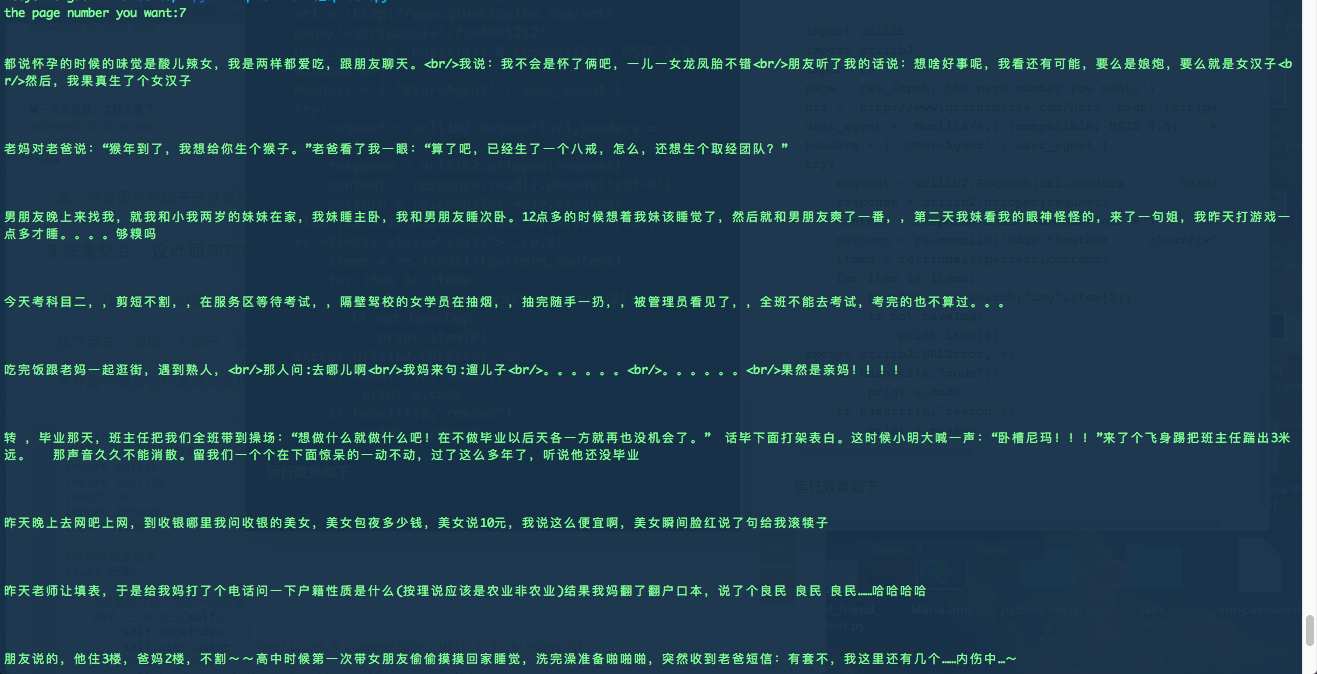 the page number you want:7
都说怀孕的时候的味觉是酸儿辣女，我是两样都爱吃，跟朋友聊天。<br/>我说：我不会是怀了俩吧，一儿一女龙凤胎不错<br/>朋友听了我的话说：想啥好事呢，我看还有可能，要么是娘炮，要么就是女汉子<b
r/>然后，我果真生了个女汉子
老妈对老爸说：“猴年到了，我想给你生个猴子。”老爸看了我一眼：“算了吧，已经生了一个八戒，怎么，还想生个取经团队？”
男朋友晚上来找我，就我和小我两岁的妹妹在家，我妹睡主卧，我和男朋友睡次卧。12点多的时候想着我妹该睡觉了，然后就和男朋友爽了一番，，第二天我妹看我的眼神怪怪的，来了一句姐，我昨天打游戏一
点多才睡。。。。够糗吗
今天考科目二，，剪短不割，，在服务区等待考试，，隔壁驾校的女学员在抽烟，，抽完随手一扔，，被管理员看见了，，全班不能去考试，考完的也不算过。。。
吃完饭跟老妈一起逛街，遇到熟人，<br/>那人问:去哪儿啊<br/>我妈来句:遛儿子<br/>。。。。。。<br/>。。。。。。<br/>果然是亲妈！！！！
转 ，毕业那天，班主任把我们全班带到操场：“想做什么就做什么吧！在不做毕业以后天各一方就再也没机会了。” 话毕下面打架表白。这时候小明大喊一声：“卧槽尼玛！！！”来了个飞身踢把班主任踹出3米
远。 那声音久久不能消散。留我们一个个在下面惊呆的一动不动，过了这么多年了，听说他还没毕业
昨天晚上去网吧上网，到收银哪里我问收银的美女，美女包夜多少钱，美女说10元，我说这么便宜啊，美女瞬间脸红说了句给我滚犊子
昨天老师让填表，于是给我妈打了个电话问一下户籍性质是什么(按理说应该是农业非农业)结果我妈翻了翻户口本，说了个良民 良民 良民……哈哈哈哈
朋友说的，他住3楼，爸妈2楼，不割～～高中时候第一次带女朋友偷偷摸摸回家睡觉，洗完澡准备啪啪啪，突然收到老爸短信：有套不，我这里还有几个……内伤中…～